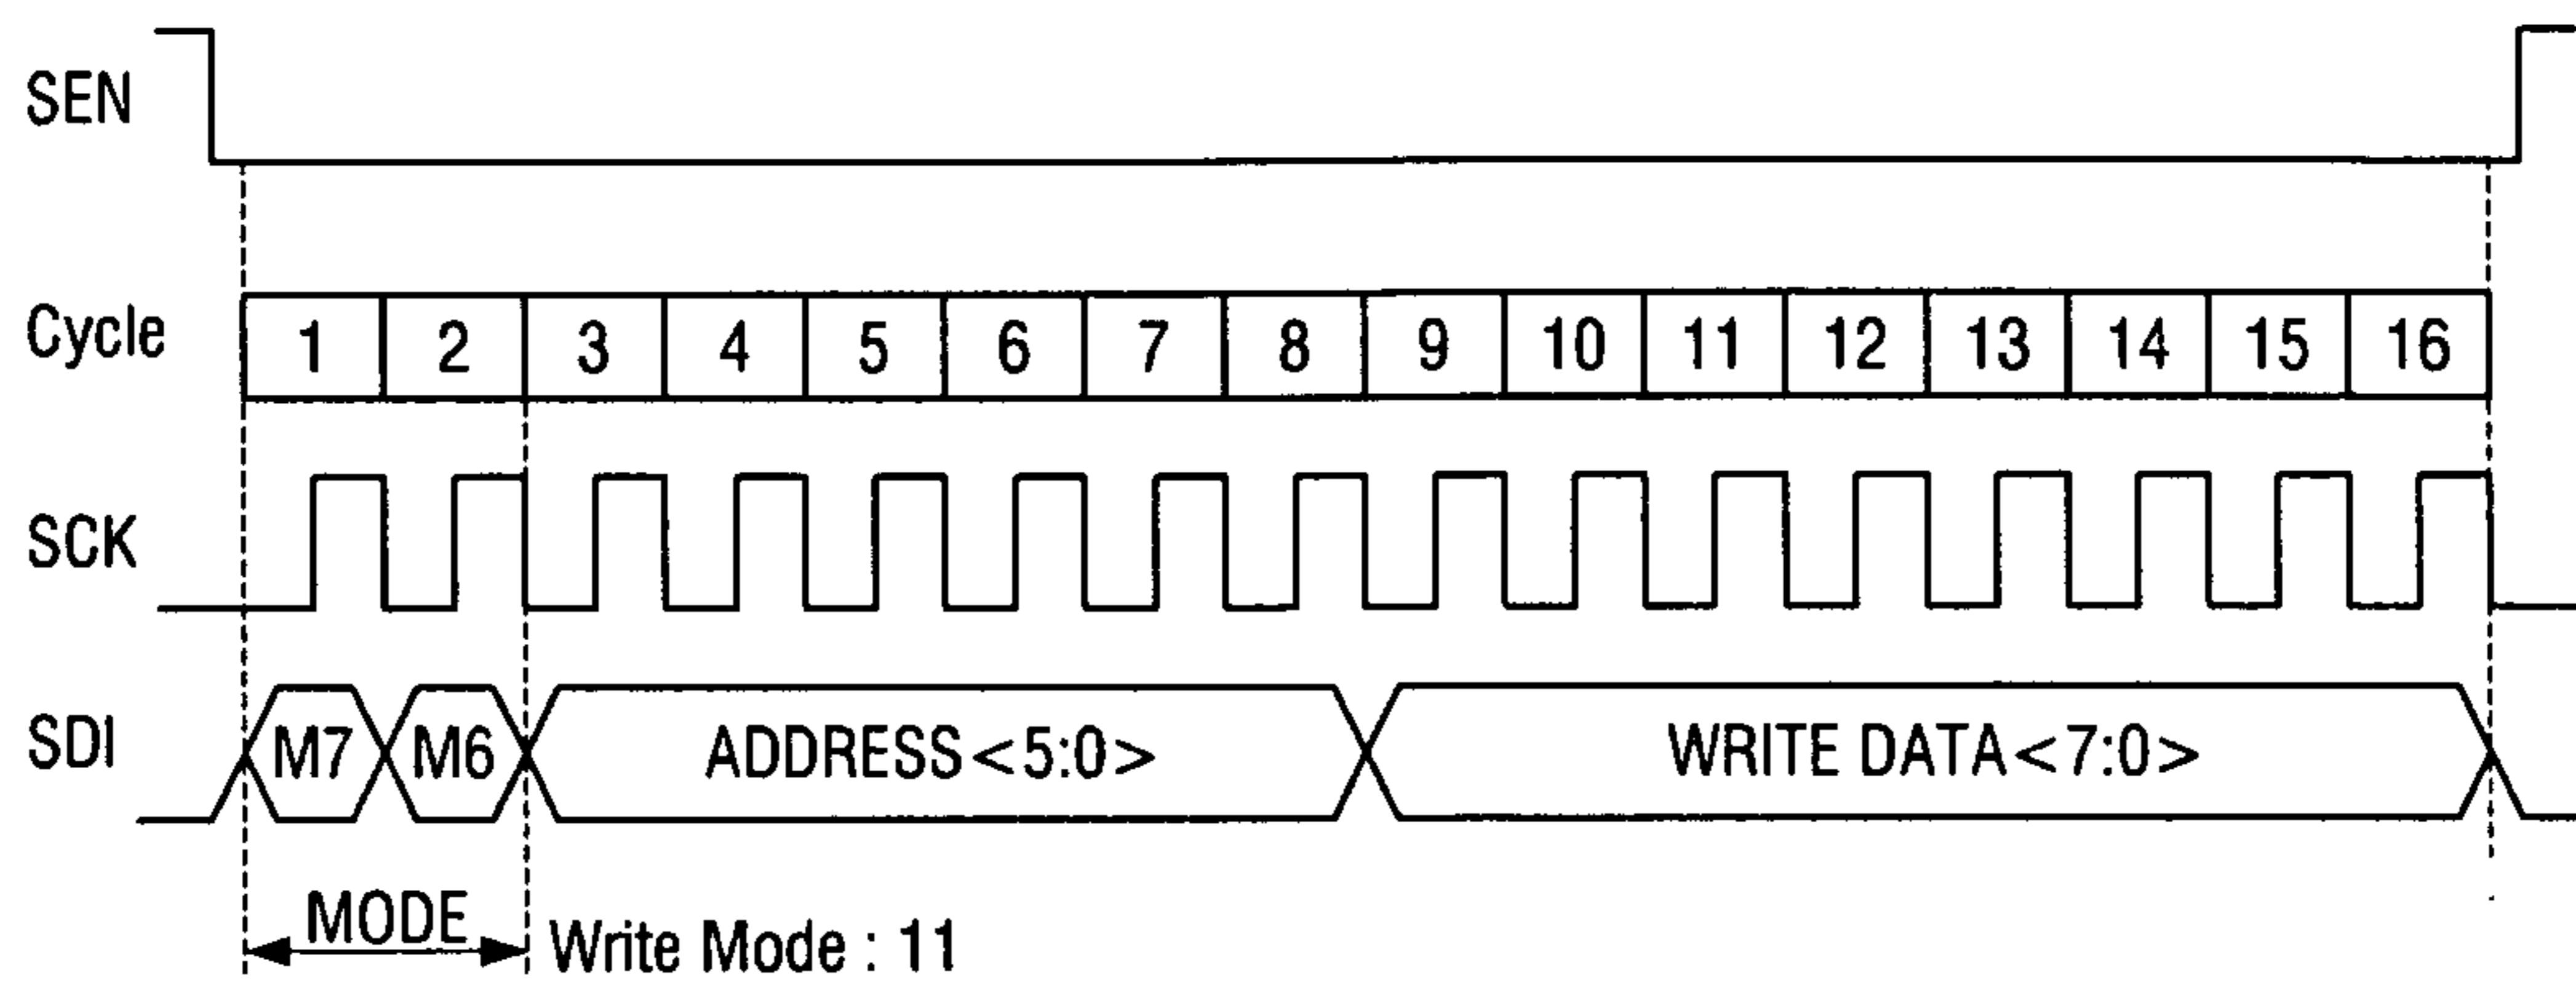 SEN
Cycle 1 2 3 4 5 6 7 8 9 10 11 12 13 14 15 16
SCK
SDI M7 M6 ADDRESS<5:0> WRITE DATA<7:0>
MODE
Write Mode : 11